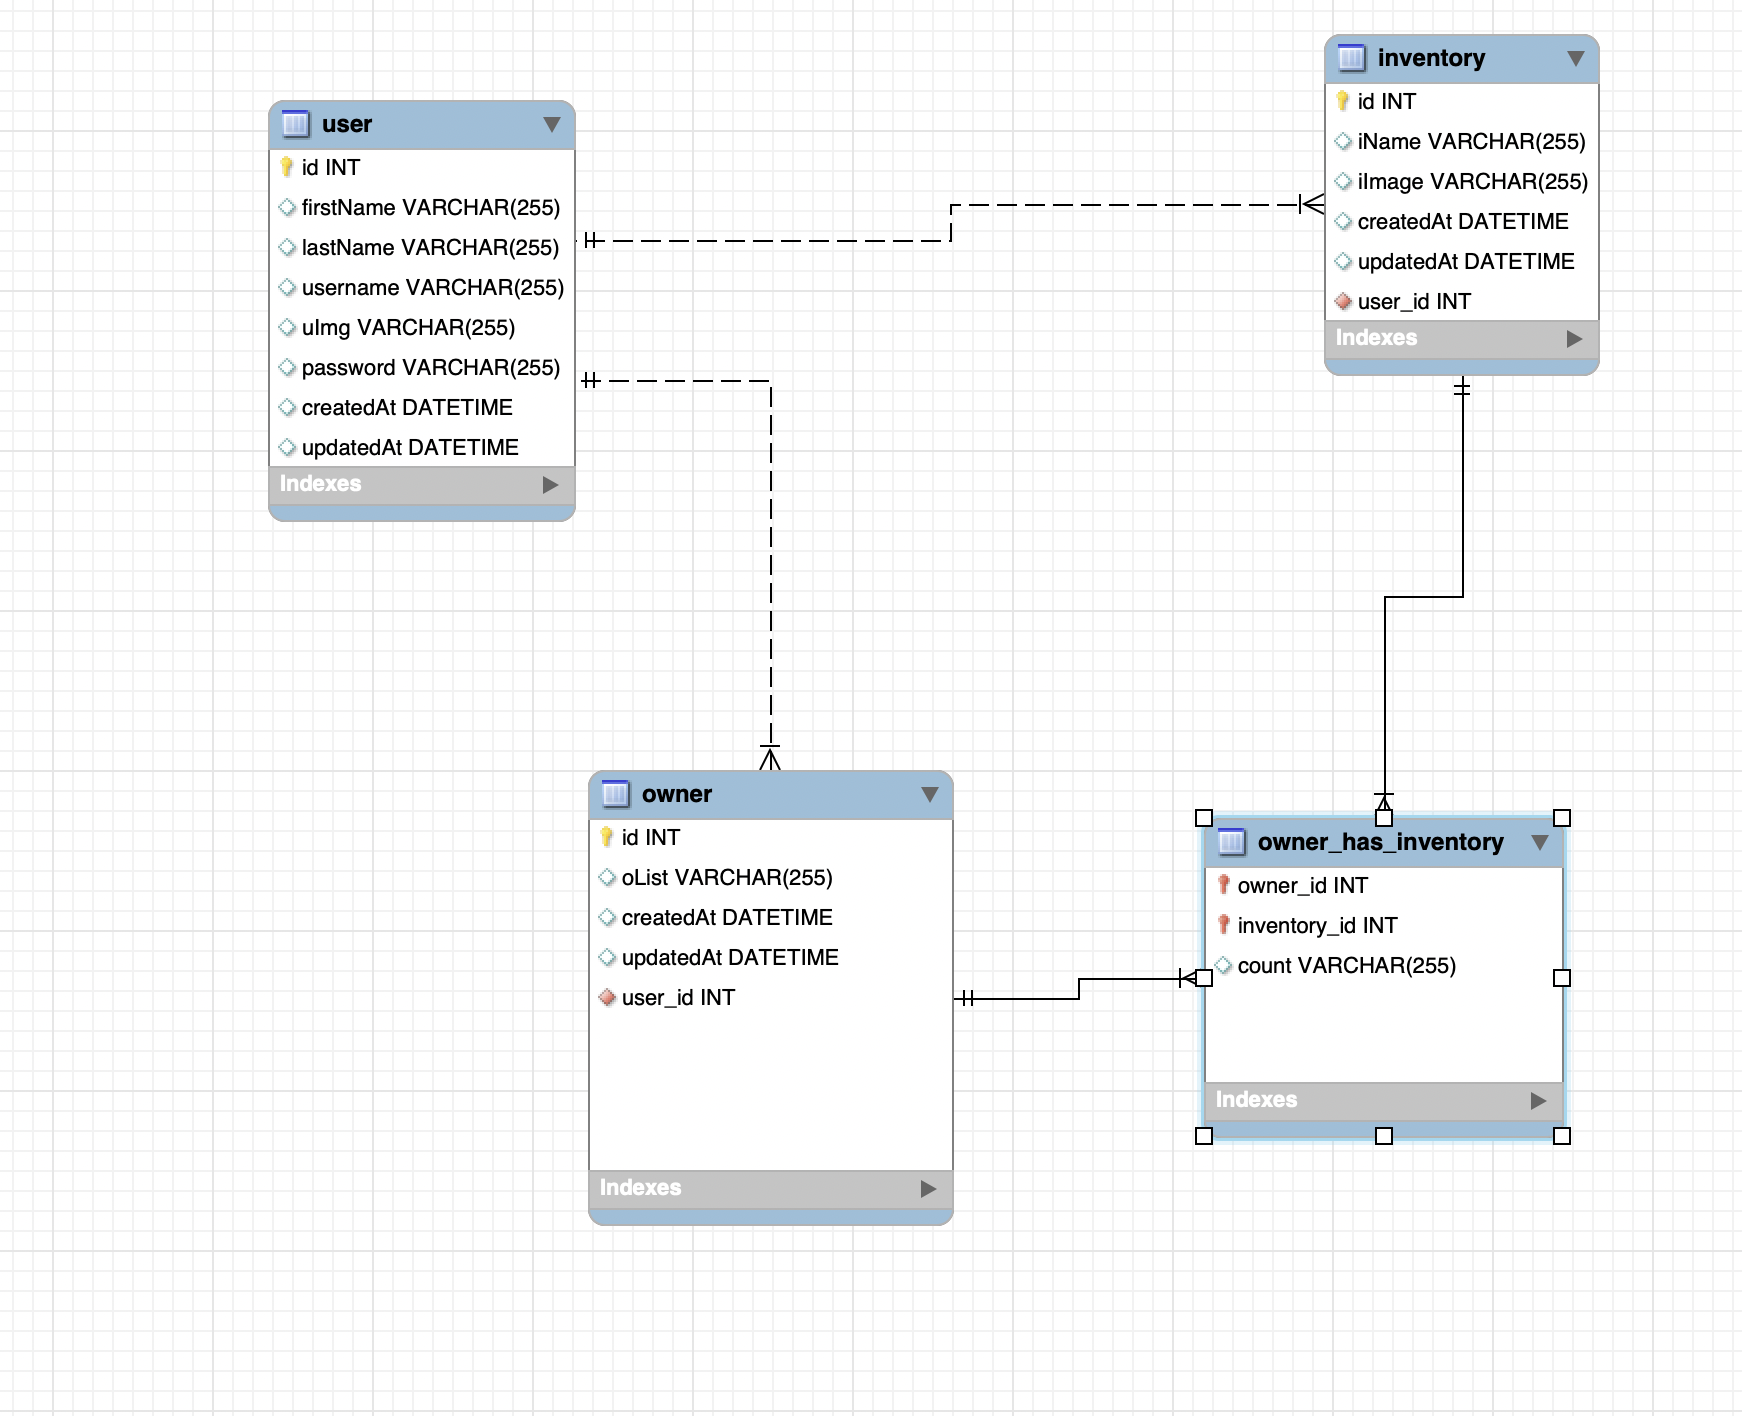 user
id INT
firstName VARCHAR(255)
lastName VARCHAR(255)
username VARCHAR(255)
uImg VARCHAR(255)
password VARCHAR(255)
createdAt DATETIME
updatedAt DATETIME
Indexes
inventory
id INT
iName VARCHAR(255)
iImage VARCHAR(255)
createdAt DATETIME
updatedAt DATETIME
user_id INT
Indexes
owner
id INT
oList VARCHAR(255)
createdAt DATETIME
updatedAt DATETIME
user_id INT
Indexes
owner_has_inventory
owner_id INT
inventory_id INT
count VARCHAR(255)
Indexes